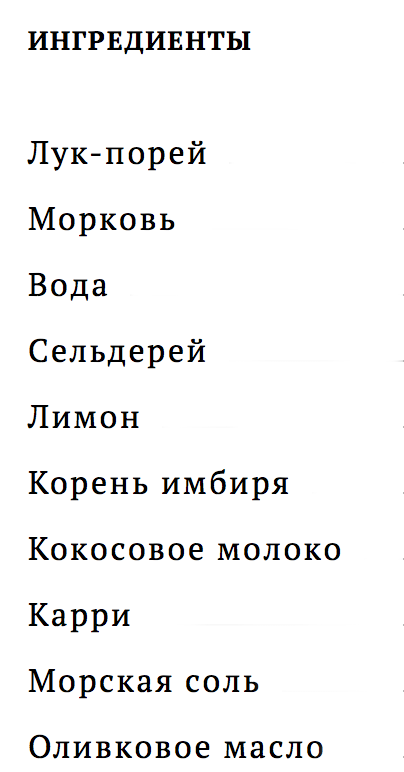 ИНГРЕДИЕНТЫ
Лук-порей
Морковь
Вода
Сельдерей
Лимон
Корень имбиря
Кокосовое молоко
Карри
Морская соль
Оливковое масло